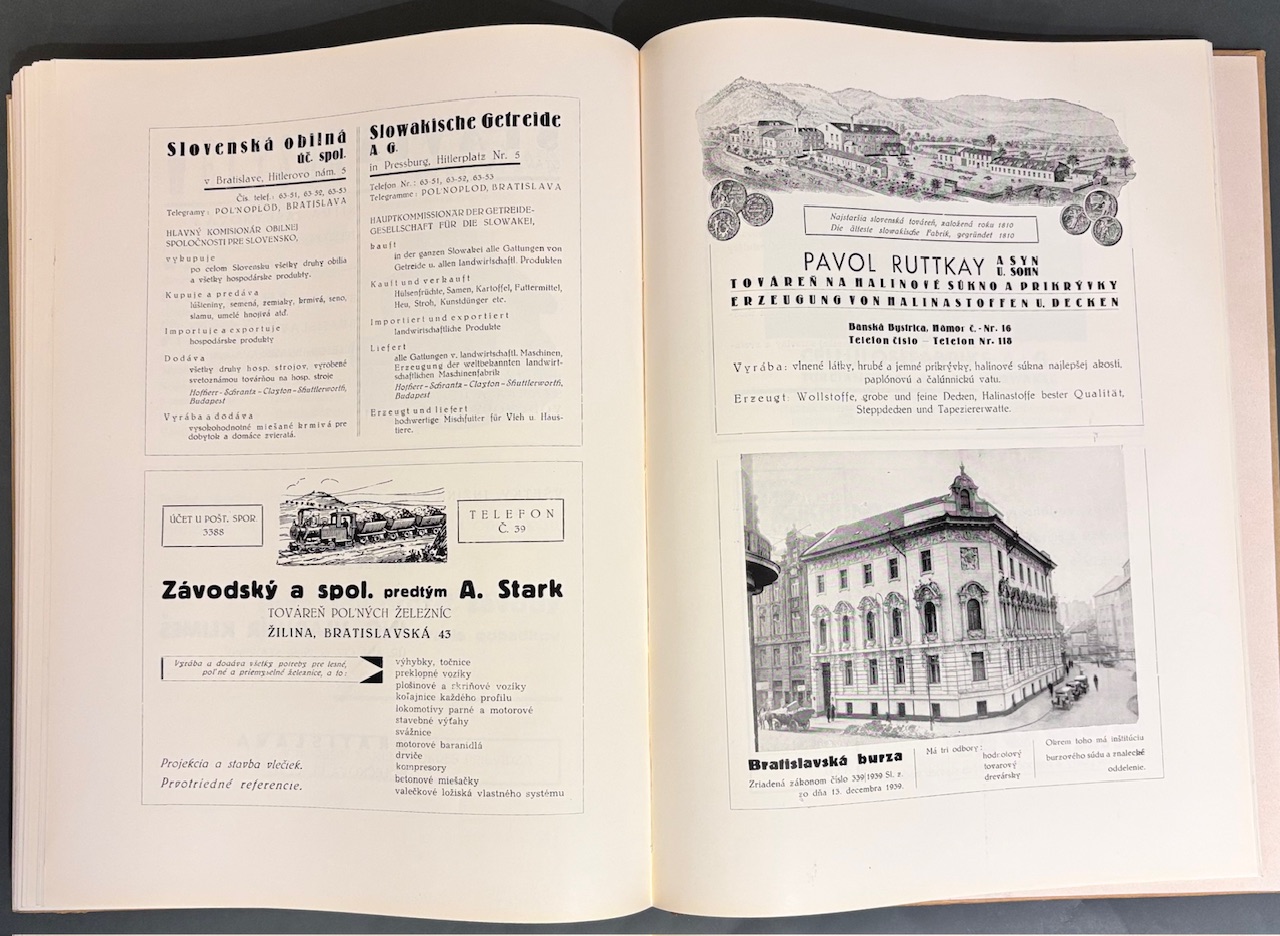 Slovenská obilná
úč. spol.
v Bratislave, Hitlerovo nám. 5
Čís. telef.: 63-51, 63-52, 63-53
Telegramy: POĽNOPLOD, BRATISLAVA
HLAVNÝ KOMISIONÁR OBILNEJ
SPOLOČNOSTI PRE SLOVENSKO,
vykupuje
po celom Slovensku všetky druhy obilia
a všetky hospodárske produkty.
Kupuje a predáva
lúšteniny, semená, zemiaky, krmivá, seno,
slamu, umelé hnojivá atď.
Importuje a exportuje
hospodárske produkty
Dodáva
všetky druhy hosp. strojov, vyrobené
svetoznámou továrňou na hosp. stroje
Hofherr-Schrantz-Clayton-Shuttlerworth,
Budapest
Vyrába a dodáva
vysokohodnotné miešané krmivá pre
dobytok a domáce zvieratá.
Slowakische Getreide
A G.
in Pressburg, Hitlerplatz Nr. 5
Telefon Nr.: 63-51, 63-52, 63-53
Telegramme: POĽNOPLOD, BRATISLAVA
HAUPTKOMMISSIONÄR DER GETREIDE-
GESELLSCHAFT FÜR DIE SLOWAKEI,
kauft
in der ganzen Slowakei alle Gattungen von
Getreide u. allen landwirtschaftl. Produkten
Kauft und verkauft
Hülsenfrüchte, Samen, Kartoffel, Futtermittel,
Heu, Stroh, Kunstdünger etc.
Importiert und exportiert
landwirtschaftliche Produkte
Liefert
alle Gattungen v. landwirtschaftl. Maschinen,
Erzeugung der weltbekannten landwirt-
schaftlichen Maschinenfabrik
Hofherr-Schrantz-Clayton-Shuttlerworth,
Budapest
Erzeugt und liefert
hochwertige Mischfutter für Vieh u. Haus-
tiere.
ÚČET U POŠT. SPOR.
3388
TELEFON
Č. 39
Závodský a spol. predtým A. Stark
TOVÁREŇ POĽNÝCH ŽELEZNÍC
ŽILINA, BRATISLAVSKÁ 43
Vyrába a dodáva všetky potreby pre lesné,
poľné a priemyselné železnice, a to:
výhybky, točnice
preklopné vozíky
plošinové a skriňové vozíky
koľajnice každého profilu
lokomotívy parné a motorové
stavebné výťahy
svážnice
motorové baranidlá
drviče
kompresory
betonové miešačky
valečkové ložiská vlastného systému
Projekcia a stavba vlečiek.
Prvotriedné referencie.
Najstaršia slovenská továreň, založená roku 1810
Die älteste slowakische Fabrik, gegründet 1810
PAVOL RUTTKAY A SYN
U. SOHN
TOVÁREŇ NA HALINOVÉ SÚKNO A PRIKRÝVKY
ERZEUGUNG VON HALINASTOFFEN U. DECKEN
Banská Bystrica, Hámor č. - Nr. 16
Telefon číslo — Telefon Nr. 118
Vyrába: vlnené látky, hrubé a jemné prikrývky, halinové súkna najlepšej akosti,
paplónovú a čalúnnickú vatu.
Erzeugt: Wollstoffe, grobe und feine Decken, Halinastoffe bester Qualität,
Steppdecken und Tapeziererwatte.
Bratislavská burza
Zriadená zákonom číslo 339/1939 Sl. z.
zo dňa 13. decembra 1939.
Má tri odbory:
hodnotový
tovarový
drevársky
Okrem toho má inštitúciu
burzového súdu a znalecké
oddelenie.